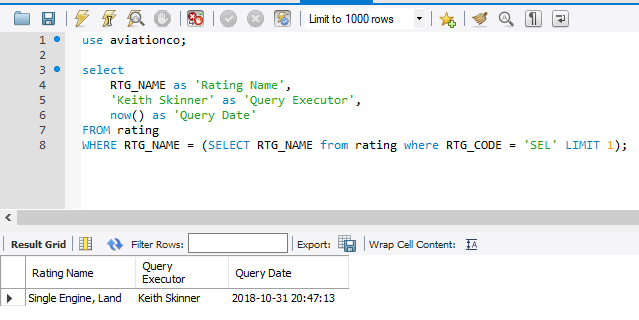 Limit to 1000 rows
1 use aviationco;
2
3 select
4 RTG_NAME as 'Rating Name',
5 'Keith Skinner' as 'Query Executor',
6 now() as 'Query Date'
7 FROM rating
8 WHERE RTG_NAME = (SELECT RTG_NAME from rating where RTG_CODE = 'SEL' LIMIT 1);
Result Grid Filter Rows: Export: Wrap Cell Content: IA
Rating Name Query Executor Query Date
Single Engine, Land Keith Skinner 2018-10-31 20:47:13